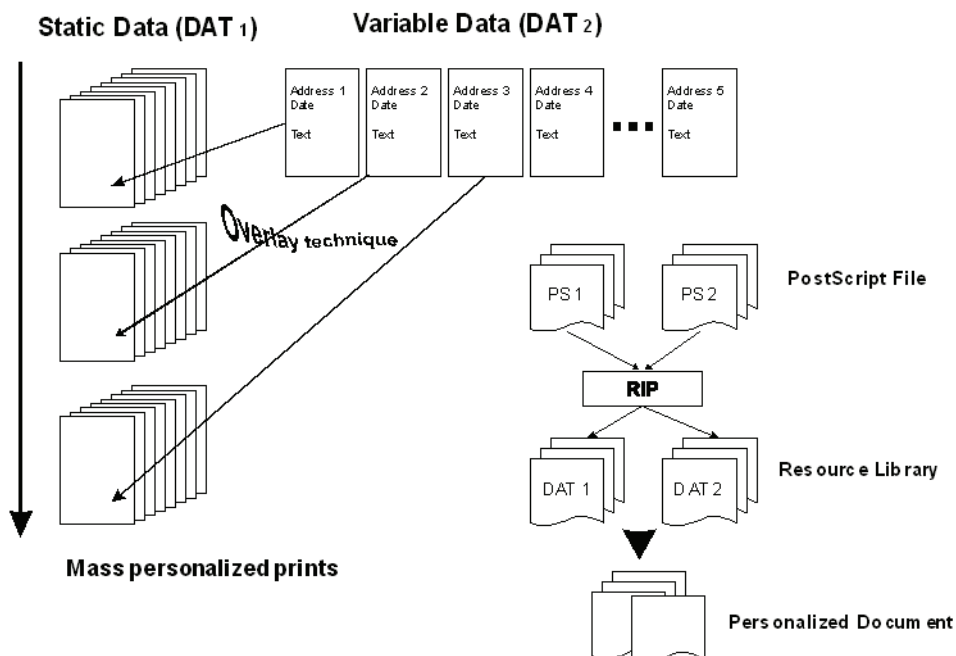 Static Data (DAT 1)
Variable Data (DAT 2)
Address 1
Date
Text
Address 2
Date
Text
Address 3
Date
Text
Address 4
Date
Text
Address 5
Date
Text
Overlay technique
PS 1
PS 2
PostScript File
RIP
DAT 1
DAT 2
Resource Library
Mass personalized prints
Personalized Document